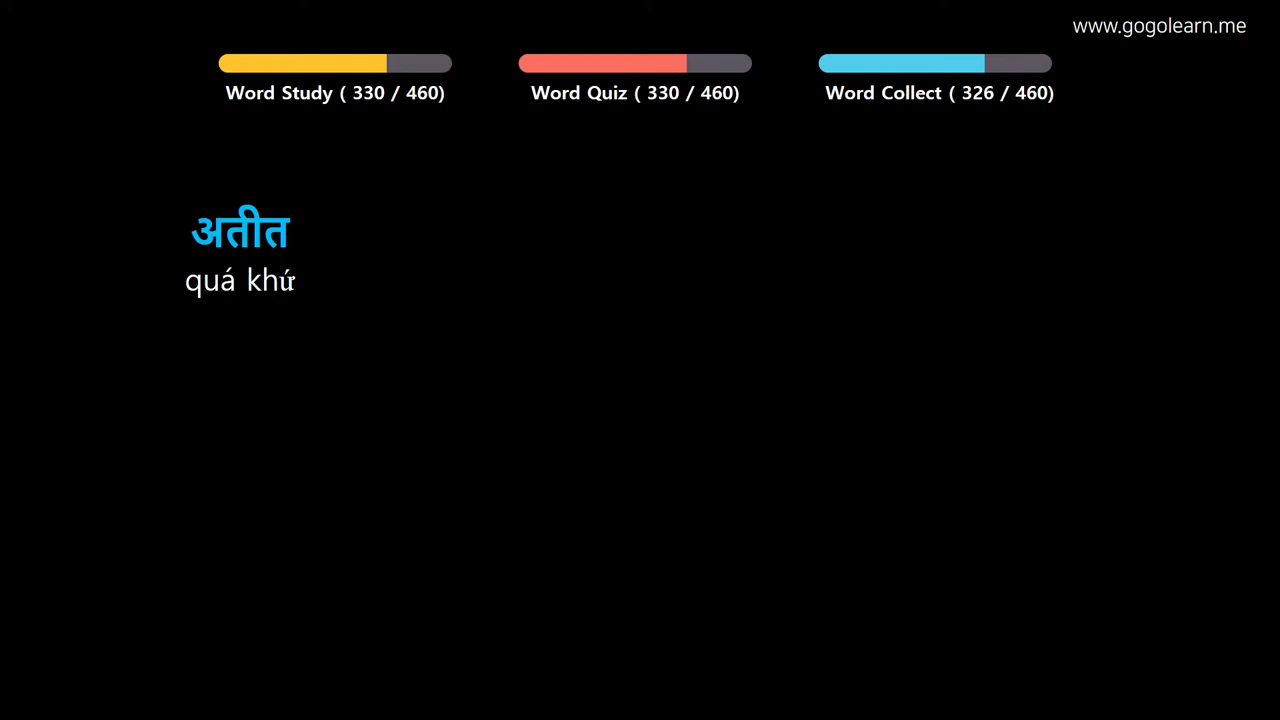 www.gogolearn.me
Word Study ( 330 / 460)
Word Quiz ( 330 / 460)
Word Collect ( 326 / 460)
अतीत
quá khứ